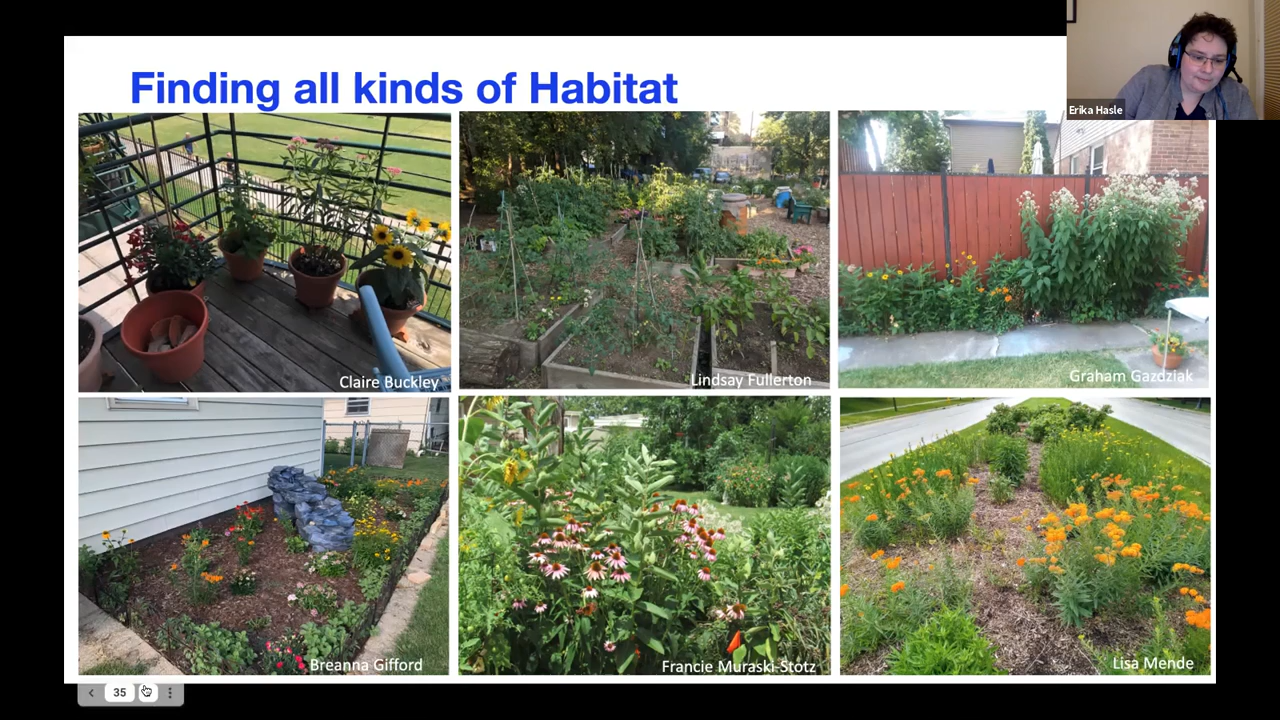 Finding all kinds of Habitat
Erika Hasle
Claire Buckley
Lindsay Fullerton
Graham Gazdziak
Breanna Gifford
Francie Muraski-Stotz
Lisa Mende
35